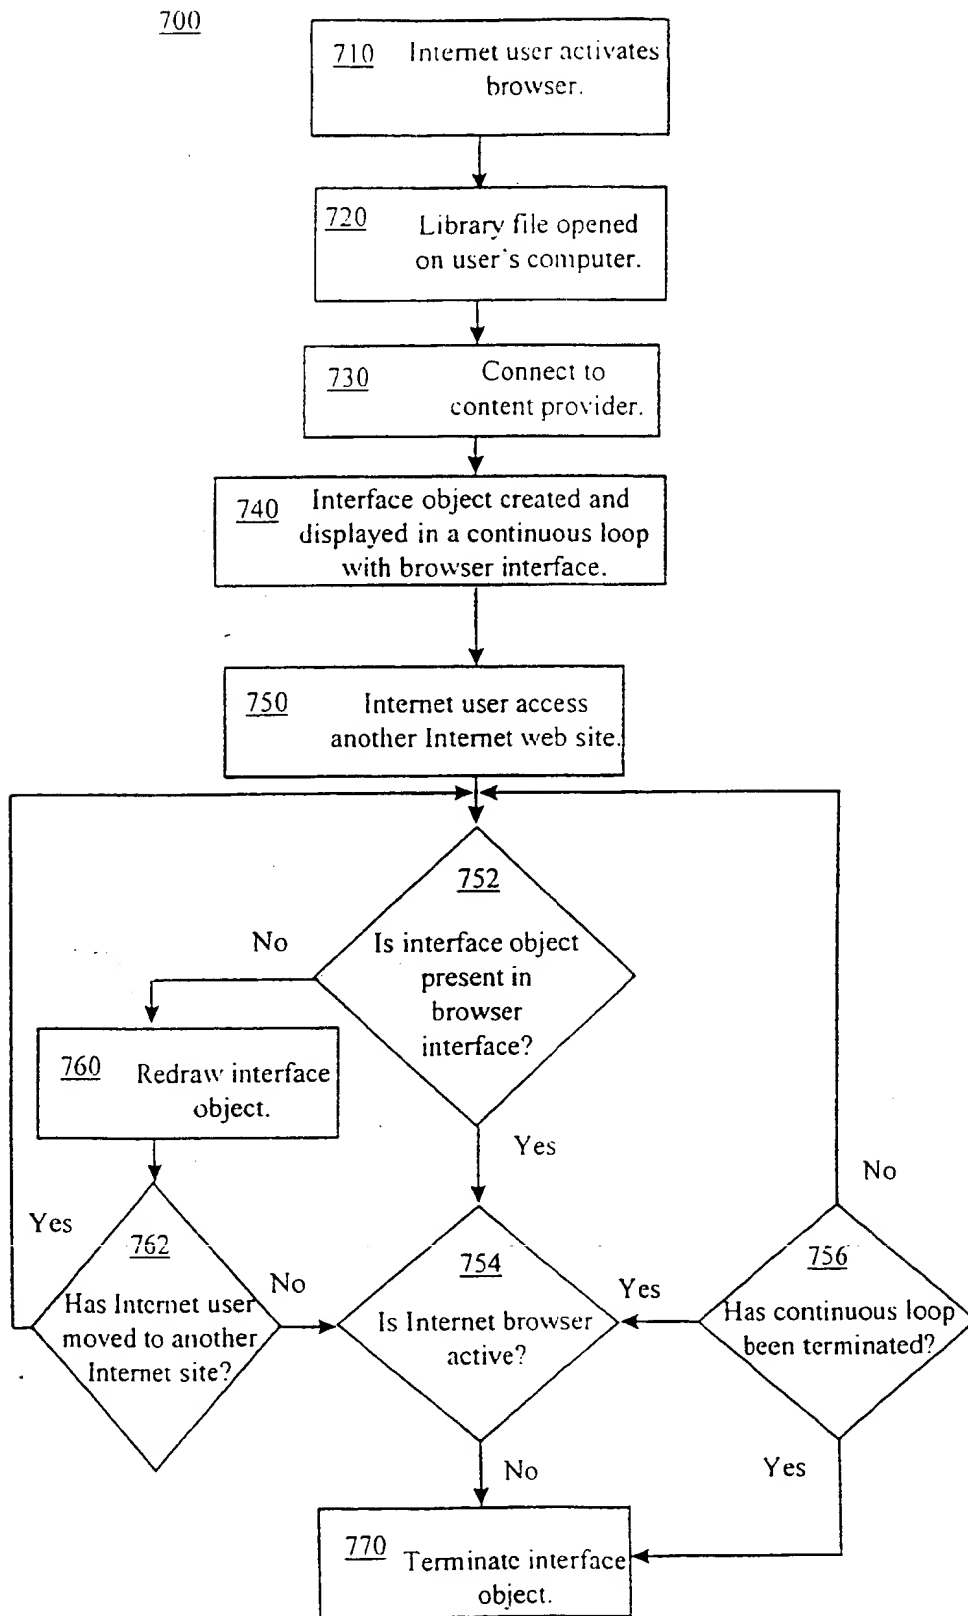 700
710 Internet user activates
browser.
720 Library file opened
on user's computer.
730 Connect to
content provider.
740 Interface object created and
displayed in a continuous loop
with browser interface.
750 Internet user access
another Internet web site.
752
No
Is interface object
present in
browser
interface?
760 Redraw interface
object.
Yes
No
Yes
762
Has Internet user
moved to another
Internet site?
No
754
Is Internet browser
active?
Yes
756
Has continuous loop
been terminated?
No
Yes
770 Terminate interface
object.